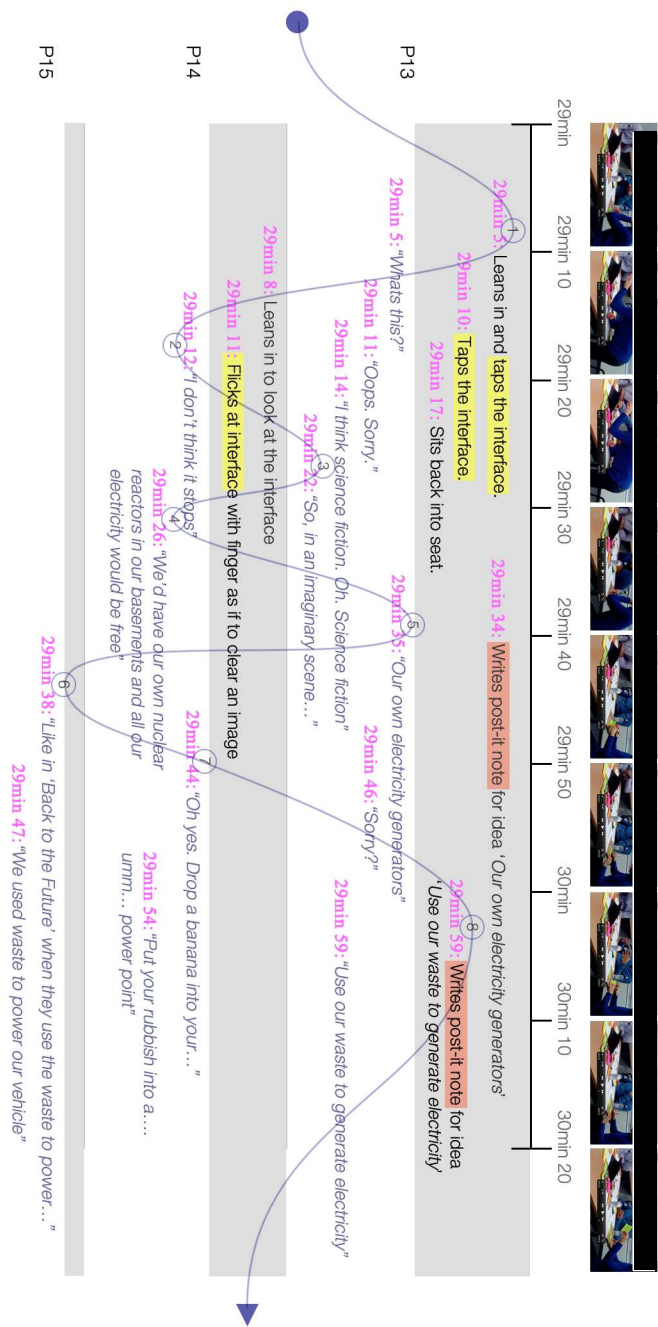 29min
29min 10
29min 20
29min 30
29min 40
29min 50
30min
30min 10
30min 20
P13
29min 5: Leans in and taps the interface.
29min 10: Taps the interface.
29min 17: Sits back into seat.
29min 34: Writes post-it note for idea ‘Our own electricity generators’
29min 59: Writes post-it note for idea
‘Use our waste to generate electricity’
29min 5: “Whats this?”
29min 11: “Oops. Sorry.”
29min 14: “I think science fiction. Oh. Science fiction”
29min 22: “So, in an imaginary scene…”
29min 35: “Our own electricity generators”
29min 46: “Sorry?”
29min 59: “Use our waste to generate electricity”
P14
29min 8: Leans in to look at the interface
29min 11: Flicks at interface with finger as if to clear an image
29min 12: “I don’t think it stops”
29min 26: “We’d have our own nuclear
reactors in our basements and all our
electricity would be free”
29min 44: “Oh yes. Drop a banana into your…”
29min 54: “Put your rubbish into a….
umm… power point”
P15
29min 38: “Like in ‘Back to the Future’ when they use the waste to power…”
29min 47: “We used waste to power our vehicle”
1
2
3
4
5
6
7
8